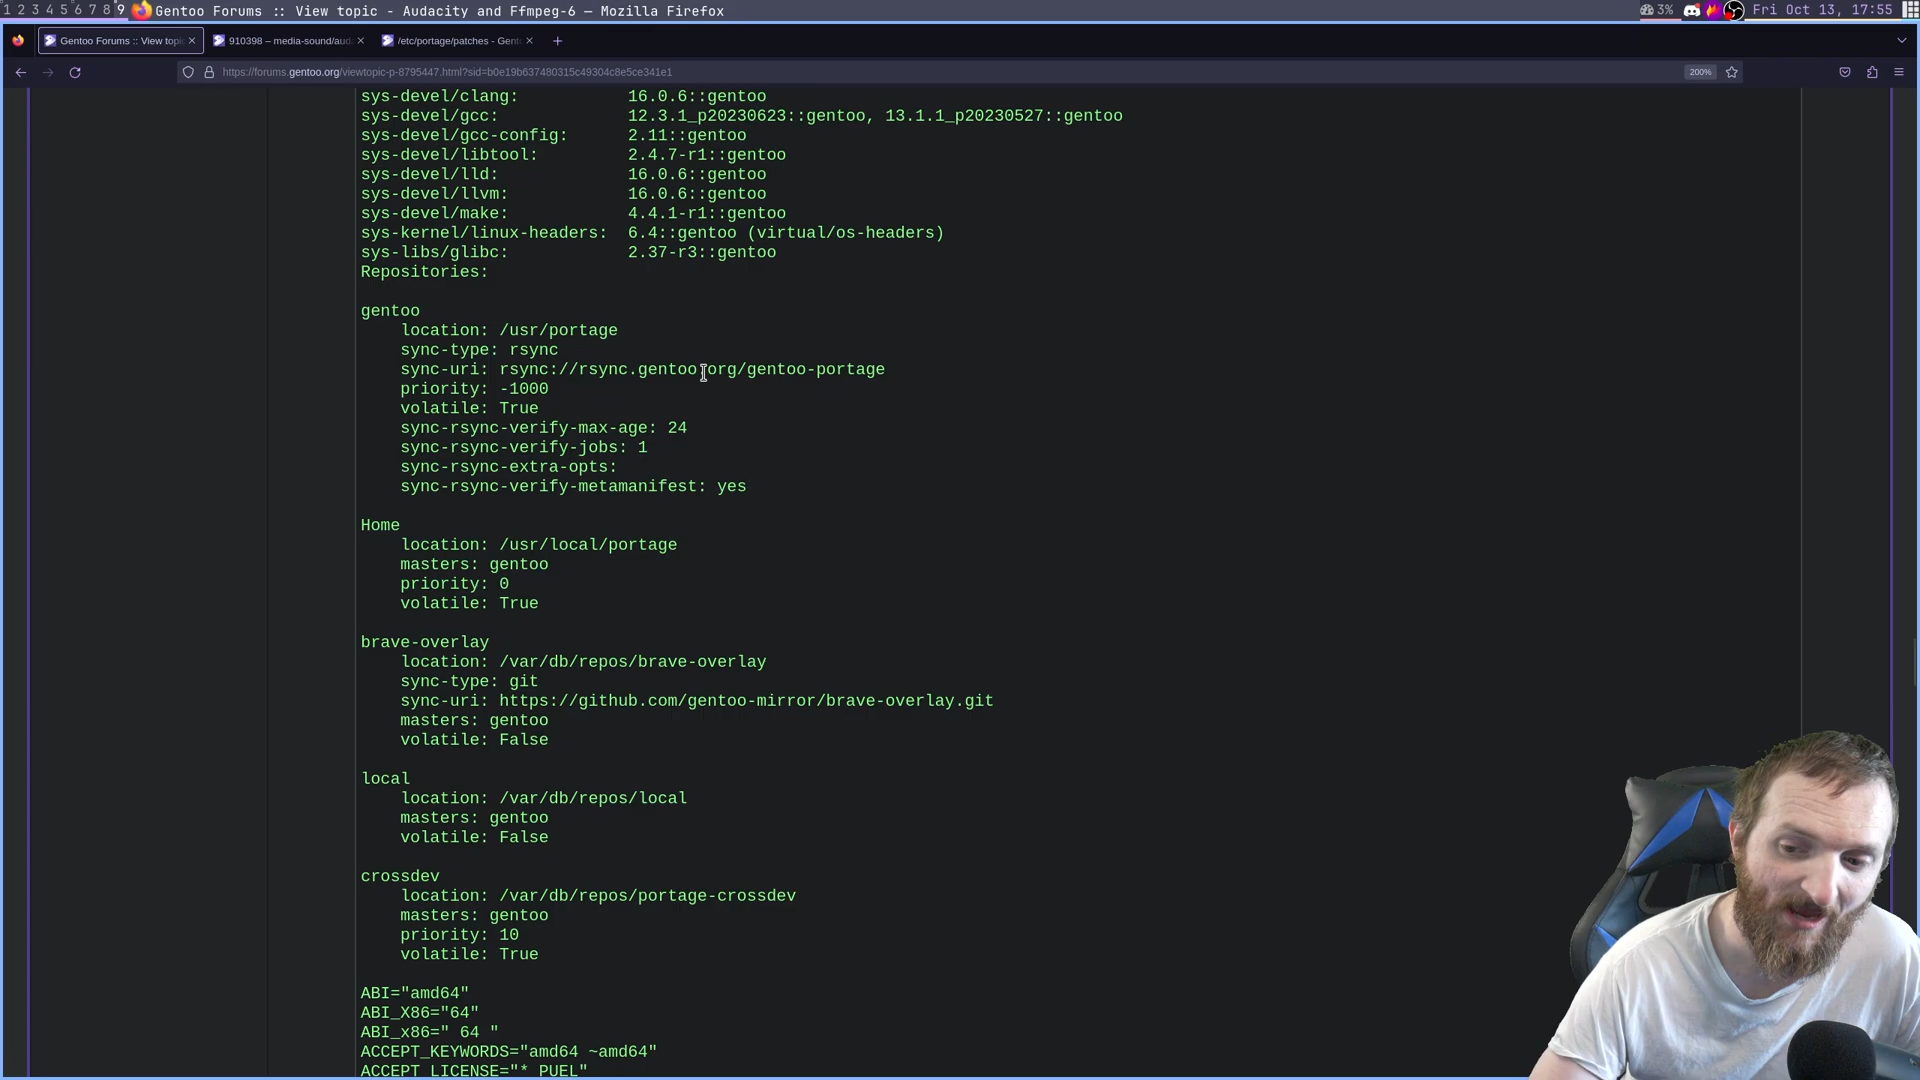 1 2 3 4 5 6 7 8 9 Gentoo Forums :: View topic - Audacity and Ffmpeg-6 — Mozilla Firefox 3% Fri Oct 13, 17:55
Gentoo Forums :: View topi 910398 – media-sound/aud /etc/portage/patches - Gent
https://forums.gentoo.org/viewtopic-p-8795447.html?sid=b0e19b637480315c49304c8e5ce341e1 200%
sys-devel/clang: 16.0.6::gentoo
sys-devel/gcc: 12.3.1_p20230623::gentoo, 13.1.1_p20230527::gentoo
sys-devel/gcc-config: 2.11::gentoo
sys-devel/libtool: 2.4.7-r1::gentoo
sys-devel/lld: 16.0.6::gentoo
sys-devel/llvm: 16.0.6::gentoo
sys-devel/make: 4.4.1-r1::gentoo
sys-kernel/linux-headers: 6.4::gentoo (virtual/os-headers)
sys-libs/glibc: 2.37-r3::gentoo
Repositories:
gentoo
location: /usr/portage
sync-type: rsync
sync-uri: rsync://rsync.gentoo.org/gentoo-portage
priority: -1000
volatile: True
sync-rsync-verify-max-age: 24
sync-rsync-verify-jobs: 1
sync-rsync-extra-opts:
sync-rsync-verify-metamanifest: yes
Home
location: /usr/local/portage
masters: gentoo
priority: 0
volatile: True
brave-overlay
location: /var/db/repos/brave-overlay
sync-type: git
sync-uri: https://github.com/gentoo-mirror/brave-overlay.git
masters: gentoo
volatile: False
local
location: /var/db/repos/local
masters: gentoo
volatile: False
crossdev
location: /var/db/repos/portage-crossdev
masters: gentoo
priority: 10
volatile: True
ABI="amd64"
ABI_X86="64"
ABI_x86=" 64 "
ACCEPT_KEYWORDS="amd64 ~amd64"
ACCEPT_LICENSE="* PUEL"